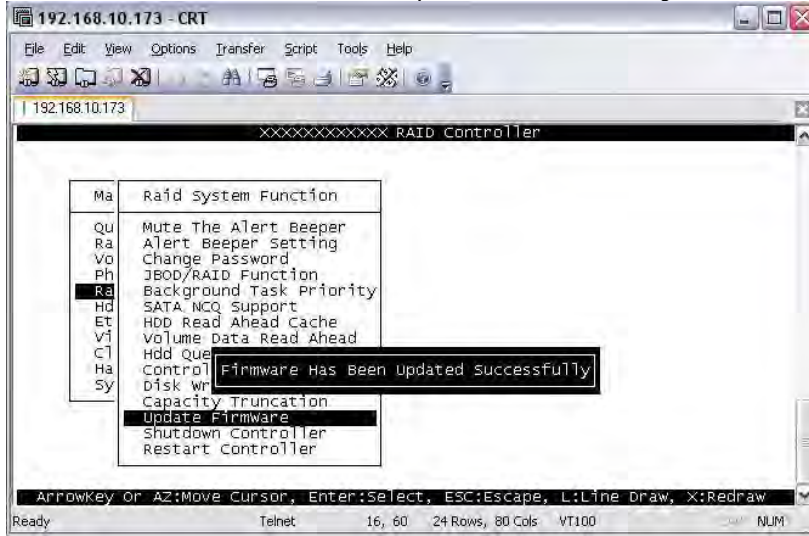 192.168.10.173 - CRT
File Edit View Options Transfer Script Tools Help
192.168.10.173
XXXXXXXXXXXX RAID Controller
Ma
Raid System Function
Qu
Mute The Alert Beeper
Ra
Alert Beeper Setting
Vo
Change Password
Ph
JBOD/RAID Function
Ra
Background Task Priority
Hd
SATA NCQ Support
Et
HDD Read Ahead Cache
Vi
Volume Data Read Ahead
Cl
Hdd Que
Ha
Control
Firmware Has Been Updated Successfully
Sy
Disk Wr
Capacity Truncation
Update Firmware
Shutdown Controller
Restart Controller
ArrowKey Or AZ:Move Cursor, Enter:Select, ESC:Escape, L:Line Draw, X:Redraw
Ready Telnet 16, 60 24 Rows, 80 Cols VT100 NUM